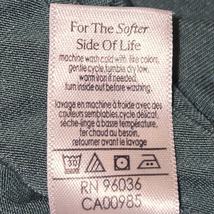 For The Softer
Side Of Life
machine wash cold with like colors,
gentle cycle, tumble dry low,
warm iron if needed.
turn inside out before washing.
lavage en machine à froide avec des
couleurs semblables, cycle délicat,
sèche-linge à basse température,
fer chaud au besoin,
retourner avant le lavage
30
RN 96036
CA00985